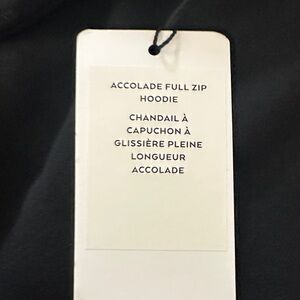 ACCOLADE FULL ZIP
HOODIE
CHANDAIL À
CAPUCHON À
GLISSIÈRE PLEINE
LONGUEUR
ACCOLADE